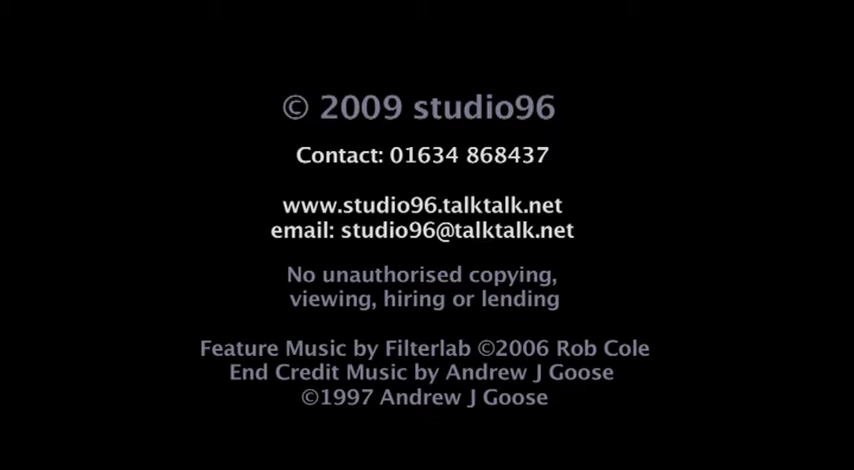 © 2009 studio96
Contact: 01634 868437
www.studio96.talktalk.net
email: studio96@talktalk.net
No unauthorised copying,
viewing, hiring or lending
Feature Music by Filterlab ©2006 Rob Cole
End Credit Music by Andrew J Goose
©1997 Andrew J Goose